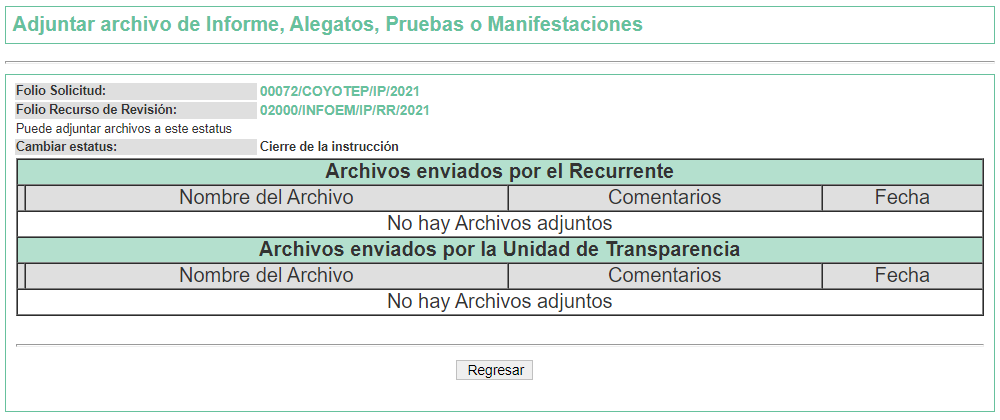 Adjuntar archivo de Informe, Alegatos, Pruebas o Manifestaciones
Folio Solicitud: 00072/COYOTEP/IP/2021
Folio Recurso de Revisión: 02000/INFOEM/IP/RR/2021
Puede adjuntar archivos a este estatus
Cambiar estatus: Cierre de la instrucción
Archivos enviados por el Recurrente
Nombre del Archivo Comentarios Fecha
No hay Archivos adjuntos
Archivos enviados por la Unidad de Transparencia
Nombre del Archivo Comentarios Fecha
No hay Archivos adjuntos
Regresar